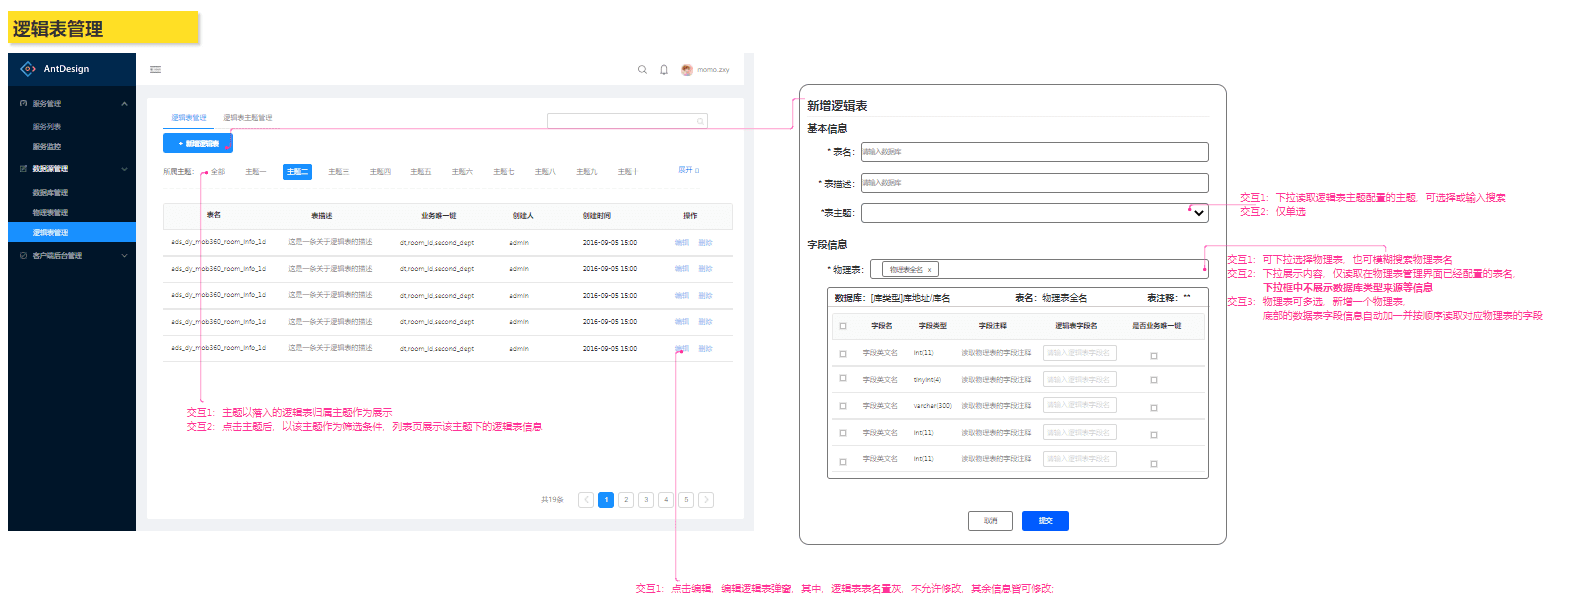 逻辑表管理
AntDesign
momo.zxy
服务管理
服务列表
服务监控
数据源管理
数据库管理
物理表管理
逻辑表管理
客户端后台管理
逻辑表管理 逻辑表主题管理
+ 新增逻辑表
所属主题: 全部 主题一 主题二 主题三 主题四 主题五 主题六 主题七 主题八 主题九 主题十 展开
表名 表描述 业务唯一键 创建人 创建时间 操作
ads_dy_mob360_room_info_1d 这是一条关于逻辑表的描述 dt,room_id,second_dept admin 2016-09-05 15:00 编辑 删除
ads_dy_mob360_room_info_1d 这是一条关于逻辑表的描述 dt,room_id,second_dept admin 2016-09-05 15:00 编辑 删除
ads_dy_mob360_room_info_1d 这是一条关于逻辑表的描述 dt,room_id,second_dept admin 2016-09-05 15:00 编辑 删除
ads_dy_mob360_room_info_1d 这是一条关于逻辑表的描述 dt,room_id,second_dept admin 2016-09-05 15:00 编辑 删除
ads_dy_mob360_room_info_1d 这是一条关于逻辑表的描述 dt,room_id,second_dept admin 2016-09-05 15:00 编辑 删除
交互1: 主题以落入的逻辑表归属主题作为展示
交互2: 点击主题后, 以该主题作为筛选条件, 列表页展示该主题下的逻辑表信息
共19条 < 1 2 3 4 5 >
交互1: 点击编辑, 编辑逻辑表弹窗, 其中, 逻辑表表名置灰, 不允许修改, 其余信息皆可修改;
新增逻辑表
基本信息
* 表名: 请输入数据库
* 表描述: 请输入数据库
*表主题:
交互1: 下拉读取逻辑表主题配置的主题, 可选择或输入搜索
交互2: 仅单选
字段信息
* 物理表: 物理表全名 x
交互1: 可下拉选择物理表, 也可模糊搜索物理表名
交互2: 下拉展示内容, 仅读取在物理表管理界面已经配置的表名,
下拉框中不展示数据库类型来源等信息
交互3: 物理表可多选, 新增一个物理表,
底部的数据表字段信息自动加一并按顺序读取对应物理表的字段
数据库: [库类型]库地址/库名 表名: 物理表全名 表注释: **
字段名 字段类型 字段注释 逻辑表字段名 是否业务唯一键
字段英文名 int(11) 读取物理表的字段注释 请输入逻辑表字段名
字段英文名 tinyint(4) 读取物理表的字段注释 请输入逻辑表字段名
字段英文名 varchar(300) 读取物理表的字段注释 请输入逻辑表字段名
字段英文名 int(11) 读取物理表的字段注释 请输入逻辑表字段名
字段英文名 int(11) 读取物理表的字段注释 请输入逻辑表字段名
取消 提交